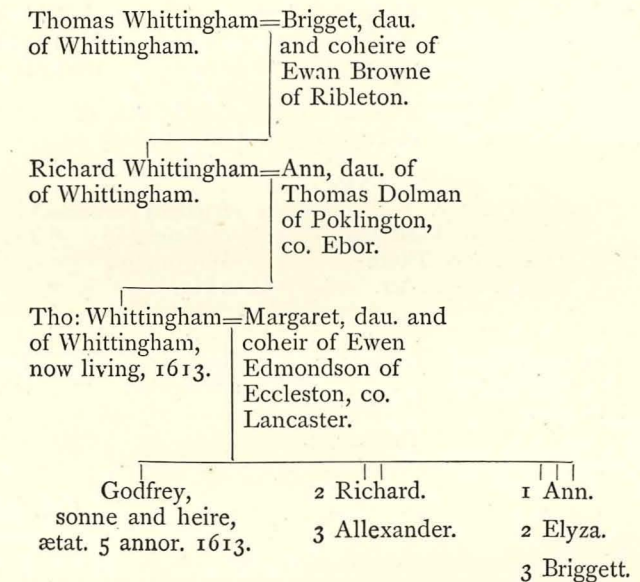 Thomas Whittingham=Brigget, dau.
of Whittingham. and coheire of
Ewan Browne
of Ribleton.
Richard Whittingham=Ann, dau. of
of Whittingham. Thomas Dolman
of Poklington,
co. Ebor.
Tho: Whittingham=Margaret, dau. and
of Whittingham, coheir of Ewen
now living, 1613. Edmondson of
Eccleston, co.
Lancaster.
Godfrey, 2 Richard. 1 Ann.
sonne and heire, 3 Allexander. 2 Elyza.
ætat. 5 annor. 1613. 3 Briggett.